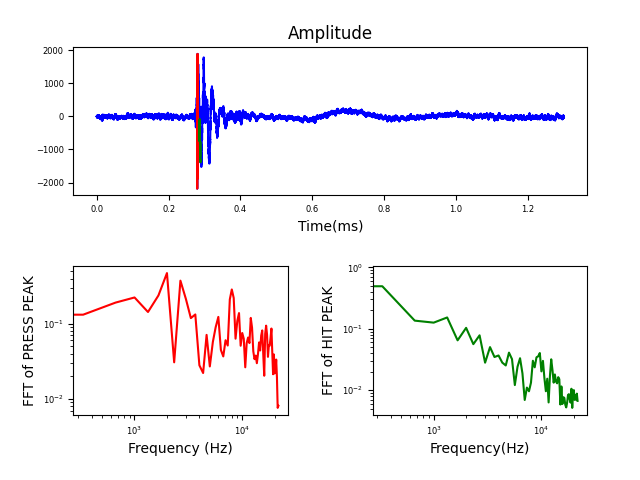 Amplitude
2000
1000
0
−1000
−2000
0.0 0.2 0.4 0.6 0.8 1.0 1.2
Time(ms)
FFT of PRESS PEAK
10⁻¹
10⁻²
10³ 10⁴
Frequency (Hz)
FFT of HIT PEAK
10⁰
10⁻¹
10⁻²
10³ 10⁴
Frequency(Hz)